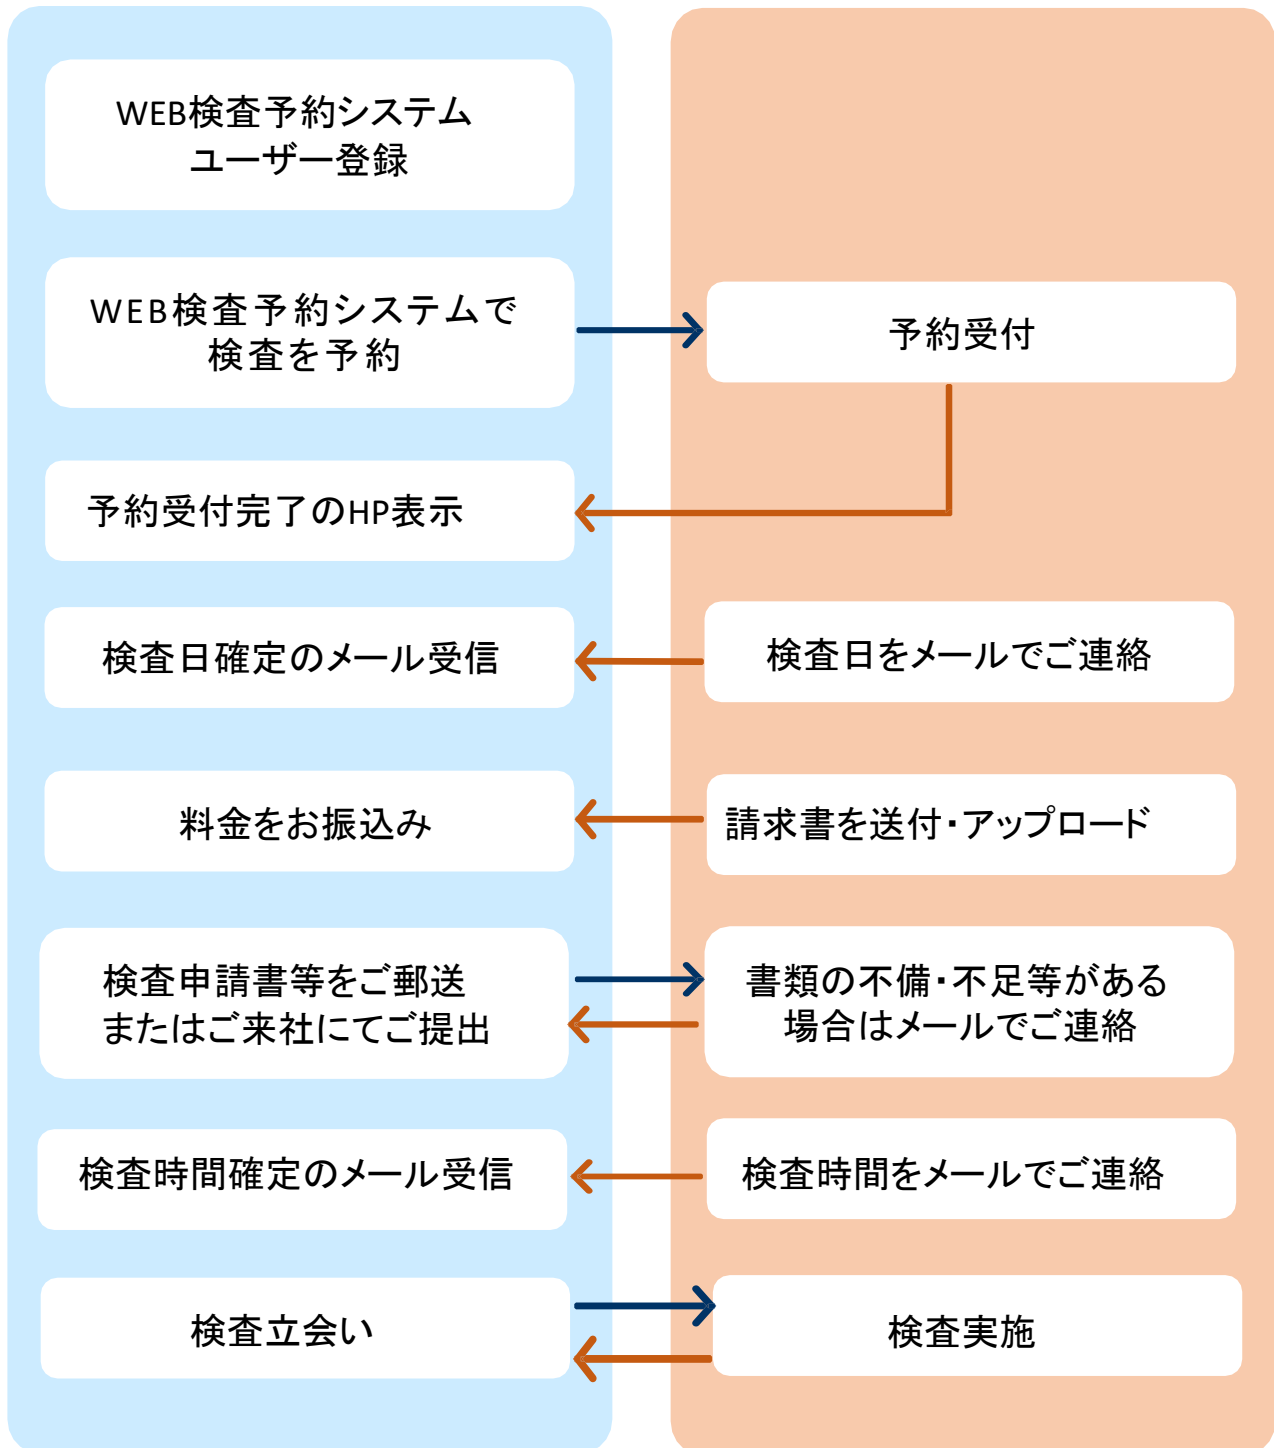 WEB検査予約システム
ユーザー登録
WEB検査予約システムで
検査を予約
予約受付
予約受付完了のHP表示
検査日確定のメール受信
検査日をメールでご連絡
料金をお振込み
請求書を送付・アップロード
検査申請書等をご郵送
またはご来社にてご提出
書類の不備・不足等がある
場合はメールでご連絡
検査時間確定のメール受信
検査時間をメールでご連絡
検査立会い
検査実施